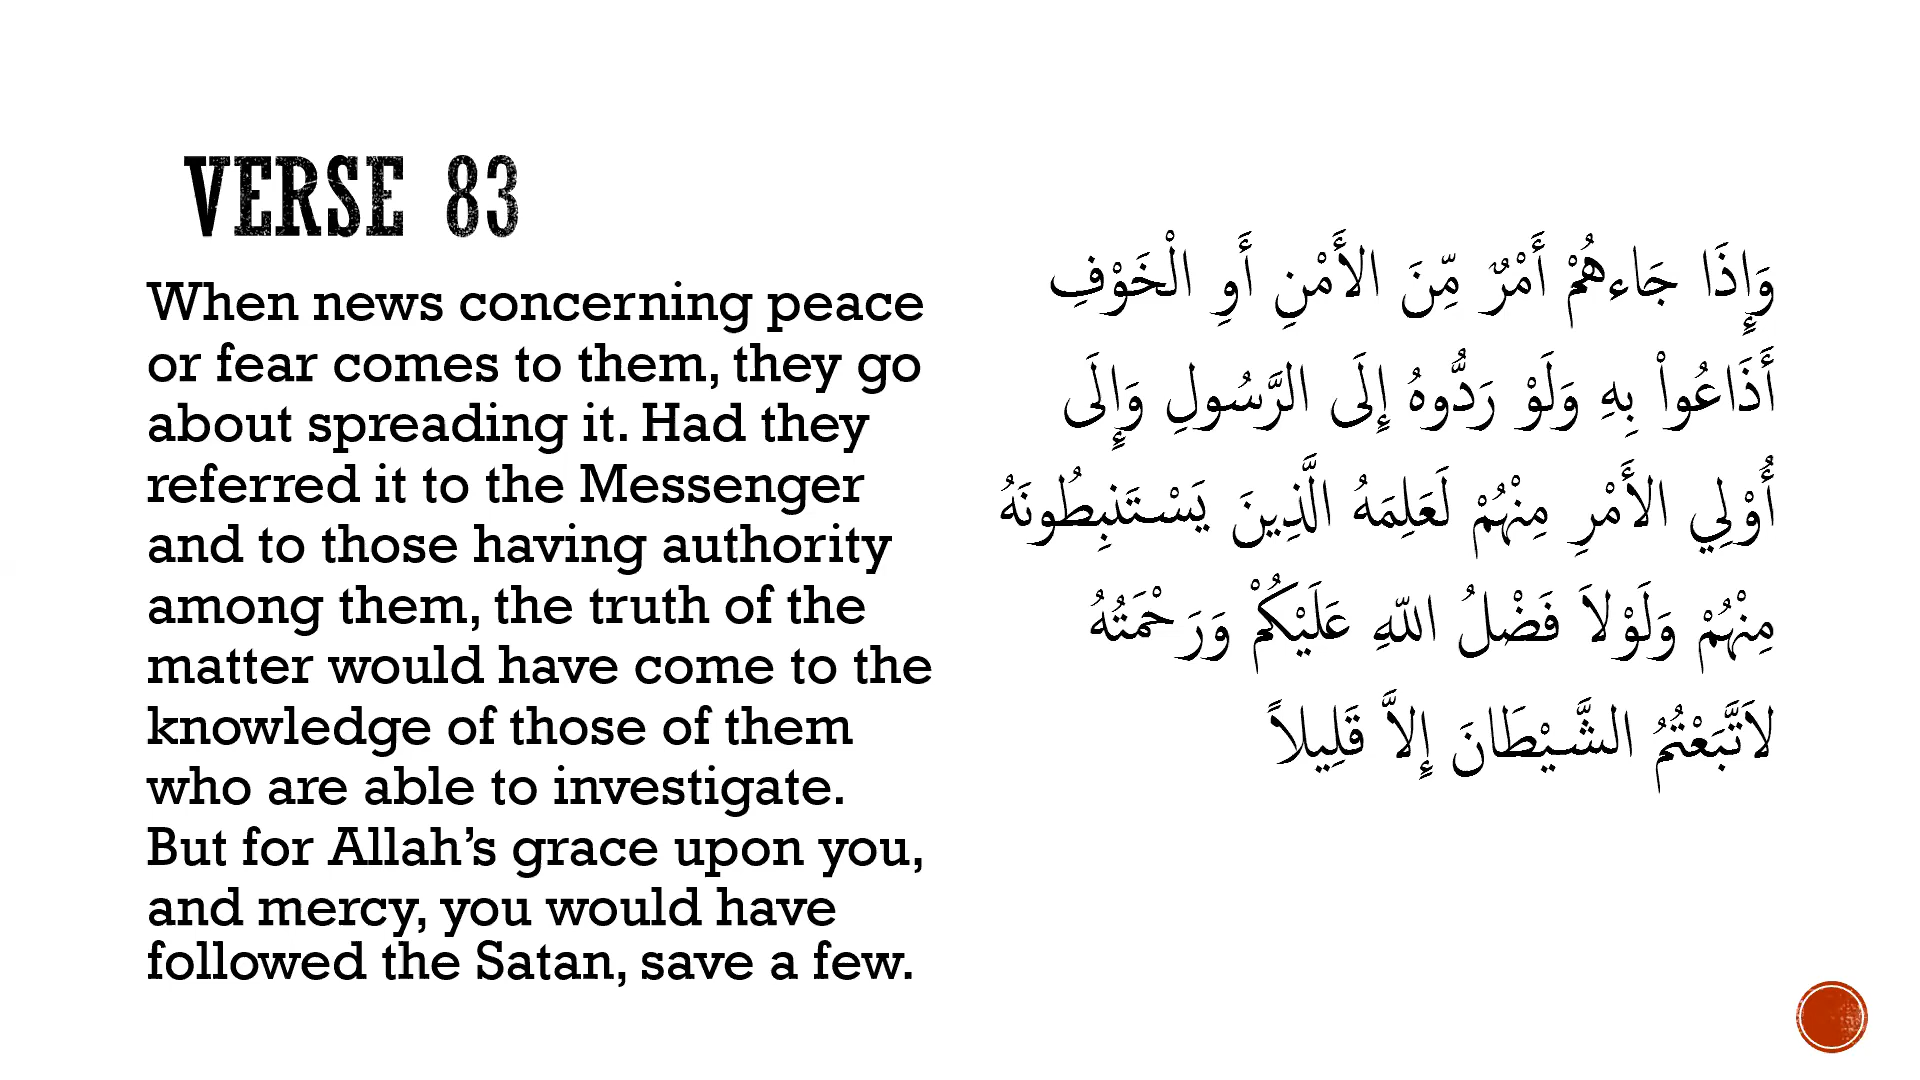 VERSE 83
When news concerning peace
or fear comes to them, they go
about spreading it. Had they
referred it to the Messenger
and to those having authority
among them, the truth of the
matter would have come to the
knowledge of those of them
who are able to investigate.
But for Allah’s grace upon you,
and mercy, you would have
followed the Satan, save a few.
وَإِذَا جَاءهُمْ أَمْرٌ مِّنَ الأَمْنِ أَوِ الْخَوْفِ
أَذَاعُواْ بِهِ وَلَوْ رَدُّوهُ إِلَى الرَّسُولِ وَإِلَى
أُوْلِي الأَمْرِ مِنْهُمْ لَعَلِمَهُ الَّذِينَ يَسْتَنبِطُونَهُ
مِنْهُمْ وَلَوْلاَ فَضْلُ اللّهِ عَلَيْكُمْ وَرَحْمَتُهُ
لاَتَّبَعْتُمُ الشَّيْطَانَ إِلاَّ قَلِيلاً